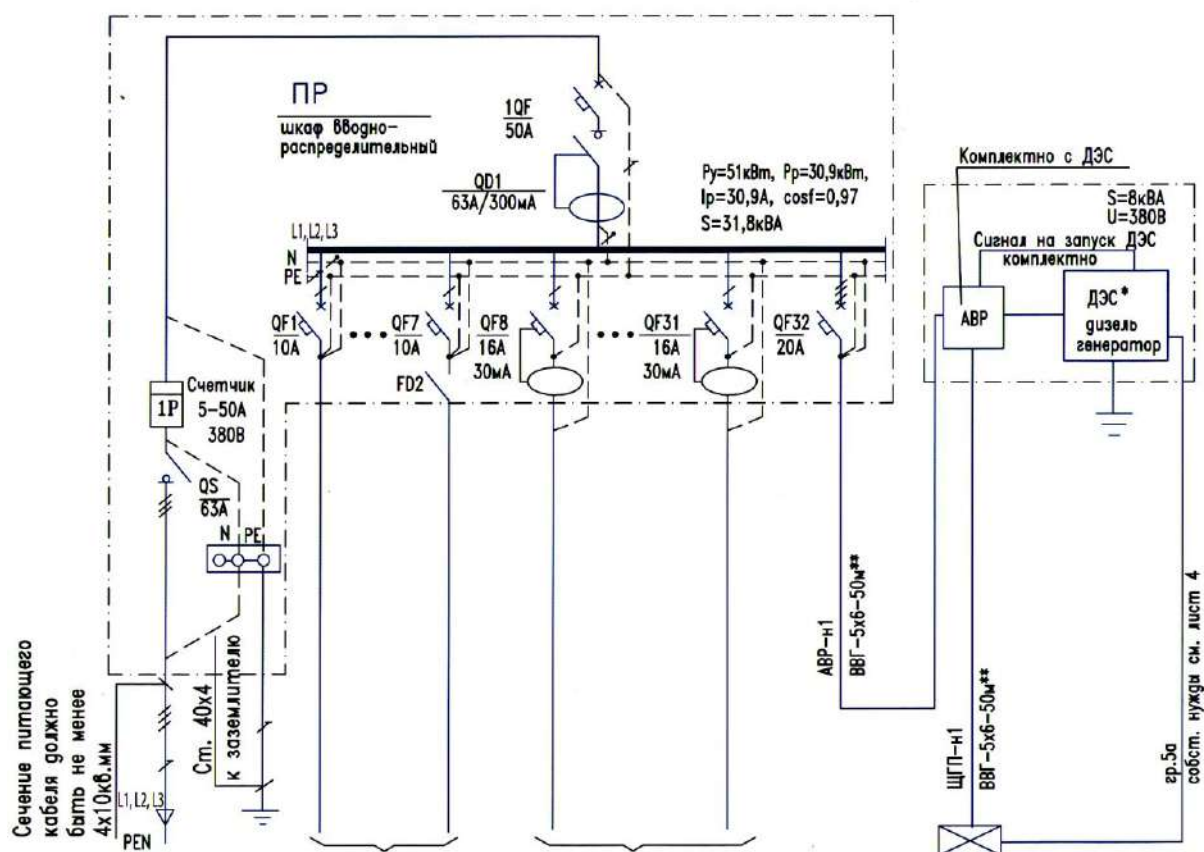 ПР
шкаф вводно-
распределительный
1QF
50А
QD1
63А/300мА
Ру=51кВт, Рр=30,9кВт,
Iр=30,9А, cosf=0,97
S=31,8кВА
L1, L2, L3
N
PE
QF1
10А
QF7
10А
QF8
16А
30мА
QF31
16А
30мА
QF32
20А
FD2
Комплектно с ДЭС
S=8кВА
U=380В
Сигнал на запуск ДЭС
комплектно
АВР
ДЭС*
дизель
генератор
1P
Счетчик
5-50А
380В
QS
63А
N
PE
Сечение питающего
кабеля должно
быть не менее
4х10кв.мм
L1, L2, L3
PEN
Ст. 40х4
к заземлителю
АВР-н1
ВВГ-5х6-50м**
ЩГП-н1
ВВГ-5х6-50м**
гр.5а
собст. нужды см. лист 4